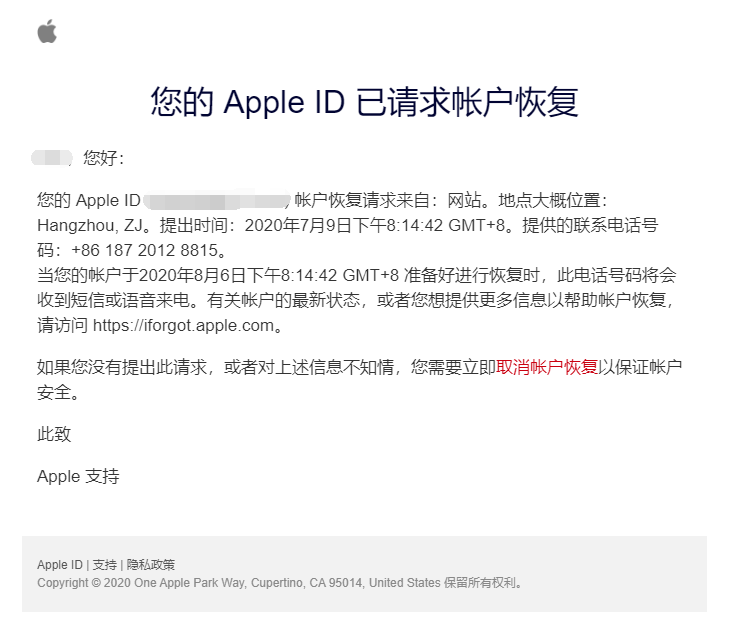 您的 Apple ID 已请求帐户恢复
，您好：
您的 Apple ID , 帐户恢复请求来自：网站。地点大概位置：
Hangzhou, ZJ。提出时间：2020年7月9日下午8:14:42 GMT+8。提供的联系电话号
码：+86 187 2012 8815。
当您的帐户于2020年8月6日下午8:14:42 GMT+8 准备好进行恢复时，此电话号码将会
收到短信或语音来电。有关帐户的最新状态，或者您想提供更多信息以帮助帐户恢复，
请访问 https://iforgot.apple.com。
如果您没有提出此请求，或者对上述信息不知情，您需要立即取消帐户恢复以保证帐户
安全。
此致
Apple 支持
Apple ID | 支持 | 隐私政策
Copyright © 2020 One Apple Park Way, Cupertino, CA 95014, United States 保留所有权利。